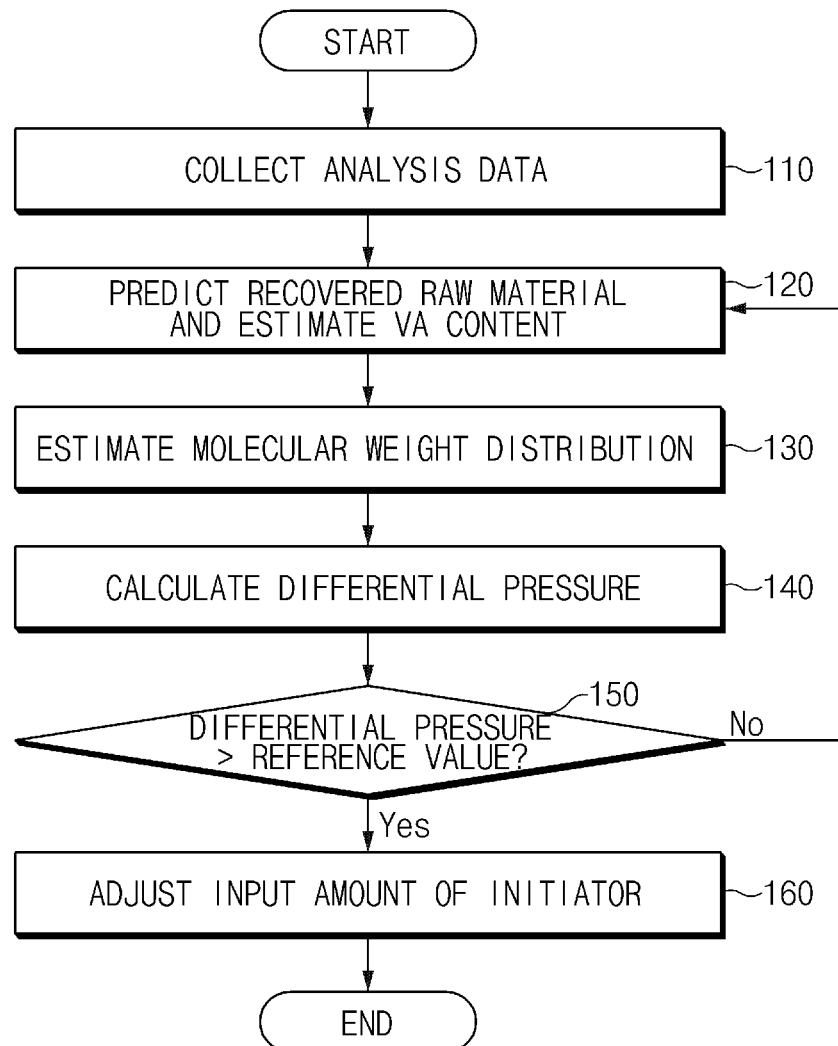 START
COLLECT ANALYSIS DATA
110
PREDICT RECOVERED RAW MATERIAL
AND ESTIMATE VA CONTENT
120
ESTIMATE MOLECULAR WEIGHT DISTRIBUTION
130
CALCULATE DIFFERENTIAL PRESSURE
140
150
DIFFERENTIAL PRESSURE
> REFERENCE VALUE?
No
Yes
ADJUST INPUT AMOUNT OF INITIATOR
160
END